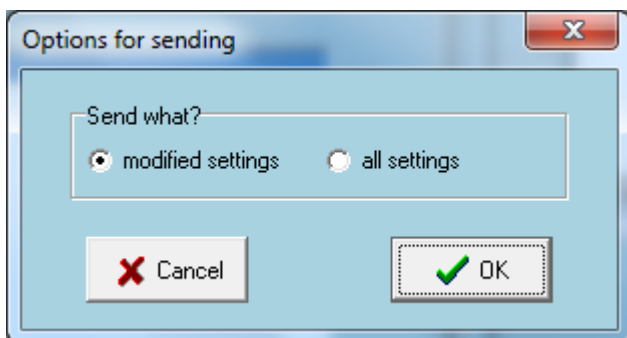 Options for sending
Send what?
modified settings all settings
Cancel OK